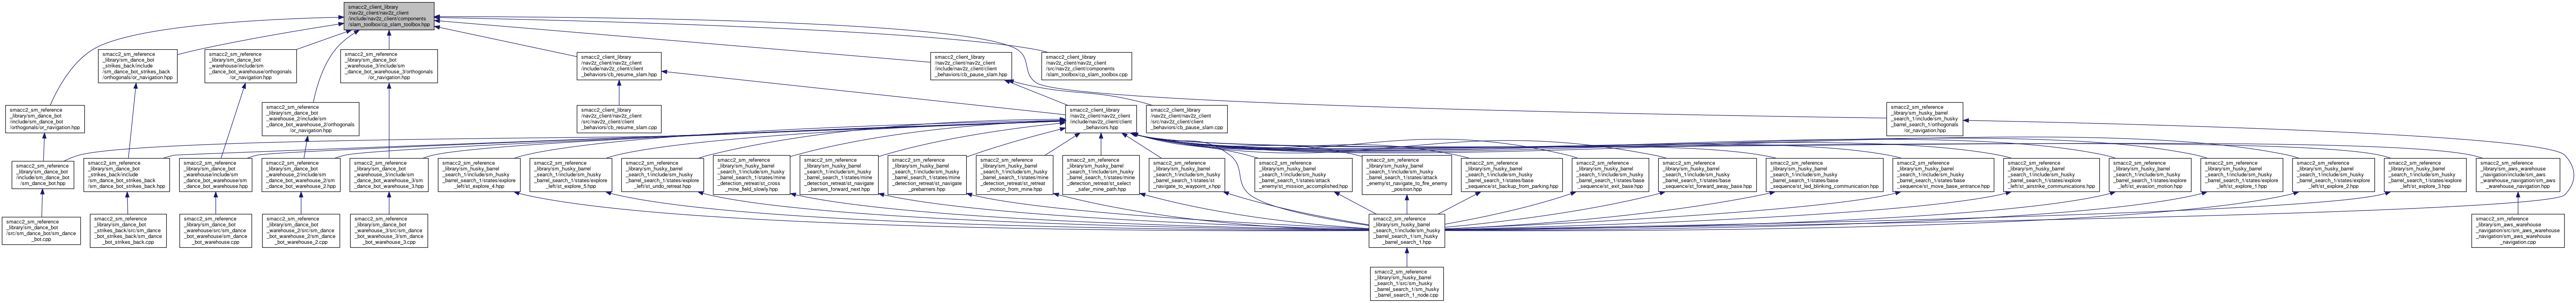 smacc2_client_library
/nav2z_client/nav2z_client
/include/nav2z_client/components
/slam_toolbox/cp_slam_toolbox.hpp
smacc2_sm_reference
_library/sm_dance_bot
_strikes_back/include
/sm_dance_bot_strikes_back
/orthogonals/or_navigation.hpp
smacc2_sm_reference
_library/sm_dance_bot
_warehouse/include/sm
_dance_bot_warehouse/orthogonals
/or_navigation.hpp
smacc2_sm_reference
_library/sm_dance_bot
_warehouse_3/include/sm
_dance_bot_warehouse_3/orthogonals
/or_navigation.hpp
smacc2_client_library
/nav2z_client/nav2z_client
/include/nav2z_client/client
_behaviors/cb_resume_slam.hpp
smacc2_client_library
/nav2z_client/nav2z_client
/include/nav2z_client/client
_behaviors/cb_pause_slam.hpp
smacc2_client_library
/nav2z_client/nav2z_client
/src/nav2z_client/components
/slam_toolbox/cp_slam_toolbox.cpp
smacc2_sm_reference
_library/sm_dance_bot
/include/sm_dance_bot
/orthogonals/or_navigation.hpp
smacc2_sm_reference
_library/sm_dance_bot
_warehouse_2/include/sm
_dance_bot_warehouse_2/orthogonals
/or_navigation.hpp
smacc2_client_library
/nav2z_client/nav2z_client
/src/nav2z_client/client
_behaviors/cb_resume_slam.cpp
smacc2_client_library
/nav2z_client/nav2z_client
/include/nav2z_client/client
_behaviors.hpp
smacc2_client_library
/nav2z_client/nav2z_client
/src/nav2z_client/client
_behaviors/cb_pause_slam.cpp
smacc2_sm_reference
_library/sm_husky_barrel
_search_1/include/sm_husky
_barrel_search_1/orthogonals
/or_navigation.hpp
smacc2_sm_reference
_library/sm_dance_bot
/include/sm_dance_bot
/sm_dance_bot.hpp
smacc2_sm_reference
_library/sm_dance_bot
_strikes_back/include
/sm_dance_bot_strikes_back
/sm_dance_bot_strikes_back.hpp
smacc2_sm_reference
_library/sm_dance_bot
_warehouse/include/sm
_dance_bot_warehouse/sm
_dance_bot_warehouse.hpp
smacc2_sm_reference
_library/sm_dance_bot
_warehouse_2/include/sm
_dance_bot_warehouse_2/sm
_dance_bot_warehouse_2.hpp
smacc2_sm_reference
_library/sm_dance_bot
_warehouse_3/include/sm
_dance_bot_warehouse_3/sm
_dance_bot_warehouse_3.hpp
smacc2_sm_reference
_library/sm_husky_barrel
_search_1/include/sm_husky
_barrel_search_1/states/explore
_left/st_explore_4.hpp
smacc2_sm_reference
_library/sm_husky_barrel
_search_1/include/sm_husky
_barrel_search_1/states/explore
_left/st_explore_5.hpp
smacc2_sm_reference
_library/sm_husky_barrel
_search_1/include/sm_husky
_barrel_search_1/states/explore
_left/st_undo_retreat.hpp
smacc2_sm_reference
_library/sm_husky_barrel
_search_1/include/sm_husky
_barrel_search_1/states/mine
_detection_retreat/st_cross
_mine_field_slowly.hpp
smacc2_sm_reference
_library/sm_husky_barrel
_search_1/include/sm_husky
_barrel_search_1/states/mine
_detection_retreat/st_navigate
_barriers_forward_next.hpp
smacc2_sm_reference
_library/sm_husky_barrel
_search_1/include/sm_husky
_barrel_search_1/states/mine
_detection_retreat/st_navigate
_prebarriers.hpp
smacc2_sm_reference
_library/sm_husky_barrel
_search_1/include/sm_husky
_barrel_search_1/states/mine
_detection_retreat/st_retreat
_motion_from_mine.hpp
smacc2_sm_reference
_library/sm_husky_barrel
_search_1/include/sm_husky
_barrel_search_1/states/mine
_detection_retreat/st_select
_safer_mine_path.hpp
smacc2_sm_reference
_library/sm_husky_barrel
_search_1/include/sm_husky
_barrel_search_1/states/st
_navigate_to_waypoint_x.hpp
smacc2_sm_reference
_library/sm_husky_barrel
_search_1/include/sm_husky
_barrel_search_1/states/attack
_enemy/st_mission_accomplished.hpp
smacc2_sm_reference
_library/sm_husky_barrel
_search_1/include/sm_husky
_barrel_search_1/states/attack
_enemy/st_navigate_to_fire_enemy
_position.hpp
smacc2_sm_reference
_library/sm_husky_barrel
_search_1/include/sm_husky
_barrel_search_1/states/base
_sequence/st_backup_from_parking.hpp
smacc2_sm_reference
_library/sm_husky_barrel
_search_1/include/sm_husky
_barrel_search_1/states/base
_sequence/st_exit_base.hpp
smacc2_sm_reference
_library/sm_husky_barrel
_search_1/include/sm_husky
_barrel_search_1/states/base
_sequence/st_forward_away_base.hpp
smacc2_sm_reference
_library/sm_husky_barrel
_search_1/include/sm_husky
_barrel_search_1/states/base
_sequence/st_led_blinking_communication.hpp
smacc2_sm_reference
_library/sm_husky_barrel
_search_1/include/sm_husky
_barrel_search_1/states/base
_sequence/st_move_base_entrance.hpp
smacc2_sm_reference
_library/sm_husky_barrel
_search_1/include/sm_husky
_barrel_search_1/states/explore
_left/st_airstrike_communications.hpp
smacc2_sm_reference
_library/sm_husky_barrel
_search_1/include/sm_husky
_barrel_search_1/states/explore
_left/st_evasion_motion.hpp
smacc2_sm_reference
_library/sm_husky_barrel
_search_1/include/sm_husky
_barrel_search_1/states/explore
_left/st_explore_1.hpp
smacc2_sm_reference
_library/sm_husky_barrel
_search_1/include/sm_husky
_barrel_search_1/states/explore
_left/st_explore_2.hpp
smacc2_sm_reference
_library/sm_husky_barrel
_search_1/include/sm_husky
_barrel_search_1/states/explore
_left/st_explore_3.hpp
smacc2_sm_reference
_library/sm_aws_warehouse
_navigation/include/sm_aws
_warehouse_navigation/sm_aws
_warehouse_navigation.hpp
smacc2_sm_reference
_library/sm_dance_bot
/src/sm_dance_bot/sm_dance
_bot.cpp
smacc2_sm_reference
_library/sm_dance_bot
_strikes_back/src/sm_dance
_bot_strikes_back/sm_dance
_bot_strikes_back.cpp
smacc2_sm_reference
_library/sm_dance_bot
_warehouse/src/sm_dance
_bot_warehouse/sm_dance
_bot_warehouse.cpp
smacc2_sm_reference
_library/sm_dance_bot
_warehouse_2/src/sm_dance
_bot_warehouse_2/sm_dance
_bot_warehouse_2.cpp
smacc2_sm_reference
_library/sm_dance_bot
_warehouse_3/src/sm_dance
_bot_warehouse_3/sm_dance
_bot_warehouse_3.cpp
smacc2_sm_reference
_library/sm_husky_barrel
_search_1/include/sm_husky
_barrel_search_1/sm_husky
_barrel_search_1.hpp
smacc2_sm_reference
_library/sm_aws_warehouse
_navigation/src/sm_aws_warehouse
_navigation/sm_aws_warehouse
_navigation.cpp
smacc2_sm_reference
_library/sm_husky_barrel
_search_1/src/sm_husky
_barrel_search_1/sm_husky
_barrel_search_1_node.cpp